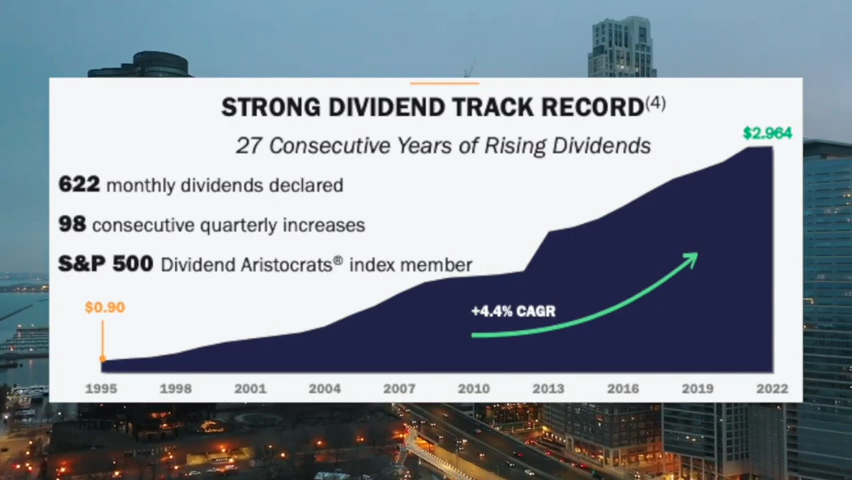 STRONG DIVIDEND TRACK RECORD(4)
27 Consecutive Years of Rising Dividends
$2.964
622 monthly dividends declared
98 consecutive quarterly increases
S&P 500 Dividend Aristocrats® index member
$0.90
+4.4% CAGR
1995 1998 2001 2004 2007 2010 2013 2016 2019 2022